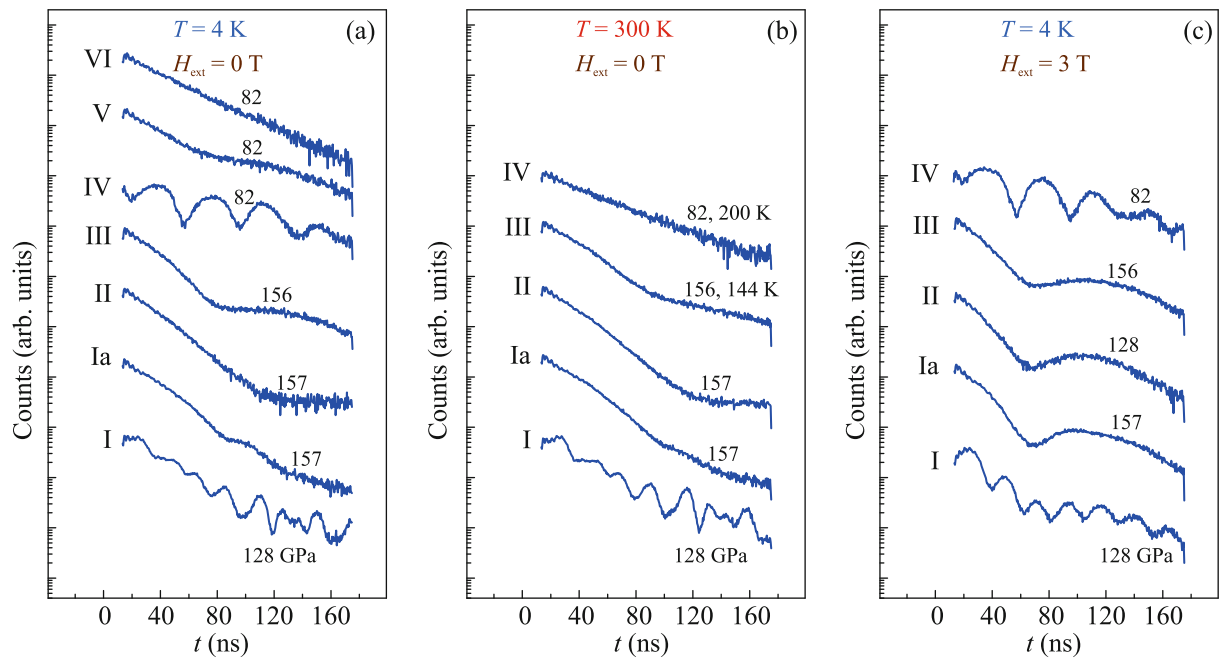 T = 4 K (a)
H_ext = 0 T
VI
82
V
82
IV
82
III
156
II
157
Ia
157
I
128 GPa
Counts (arb. units)
0 40 80 120 160
t (ns)
T = 300 K (b)
H_ext = 0 T
IV
82, 200 K
III
156, 144 K
II
157
Ia
157
I
128 GPa
Counts (arb. units)
0 40 80 120 160
t (ns)
T = 4 K (c)
H_ext = 3 T
IV
82
III
156
II
128
Ia
157
I
128 GPa
Counts (arb. units)
0 40 80 120 160
t (ns)